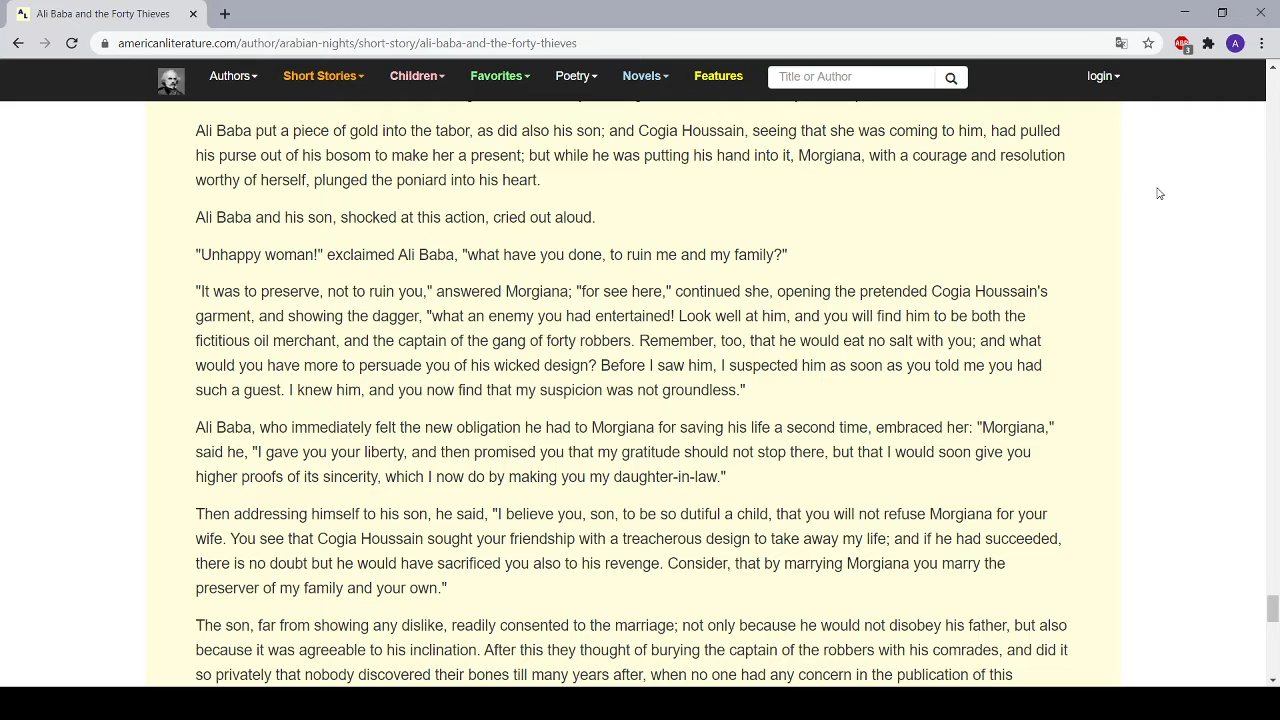 Ali Baba and the Forty Thieves
americanliterature.com/author/arabian-nights/short-story/ali-baba-and-the-forty-thieves
ABP
3
A
Authors
Short Stories
Children
Favorites
Poetry
Novels
Features
Title or Author
login
Ali Baba put a piece of gold into the tabor, as did also his son; and Cogia Houssain, seeing that she was coming to him, had pulled
his purse out of his bosom to make her a present; but while he was putting his hand into it, Morgiana, with a courage and resolution
worthy of herself, plunged the poniard into his heart.
Ali Baba and his son, shocked at this action, cried out aloud.
"Unhappy woman!" exclaimed Ali Baba, "what have you done, to ruin me and my family?"
"It was to preserve, not to ruin you," answered Morgiana; "for see here," continued she, opening the pretended Cogia Houssain's
garment, and showing the dagger, "what an enemy you had entertained! Look well at him, and you will find him to be both the
fictitious oil merchant, and the captain of the gang of forty robbers. Remember, too, that he would eat no salt with you; and what
would you have more to persuade you of his wicked design? Before I saw him, I suspected him as soon as you told me you had
such a guest. I knew him, and you now find that my suspicion was not groundless."
Ali Baba, who immediately felt the new obligation he had to Morgiana for saving his life a second time, embraced her: "Morgiana,"
said he, "I gave you your liberty, and then promised you that my gratitude should not stop there, but that I would soon give you
higher proofs of its sincerity, which I now do by making you my daughter-in-law."
Then addressing himself to his son, he said, "I believe you, son, to be so dutiful a child, that you will not refuse Morgiana for your
wife. You see that Cogia Houssain sought your friendship with a treacherous design to take away my life; and if he had succeeded,
there is no doubt but he would have sacrificed you also to his revenge. Consider, that by marrying Morgiana you marry the
preserver of my family and your own."
The son, far from showing any dislike, readily consented to the marriage; not only because he would not disobey his father, but also
because it was agreeable to his inclination. After this they thought of burying the captain of the robbers with his comrades, and did it
so privately that nobody discovered their bones till many years after, when no one had any concern in the publication of this